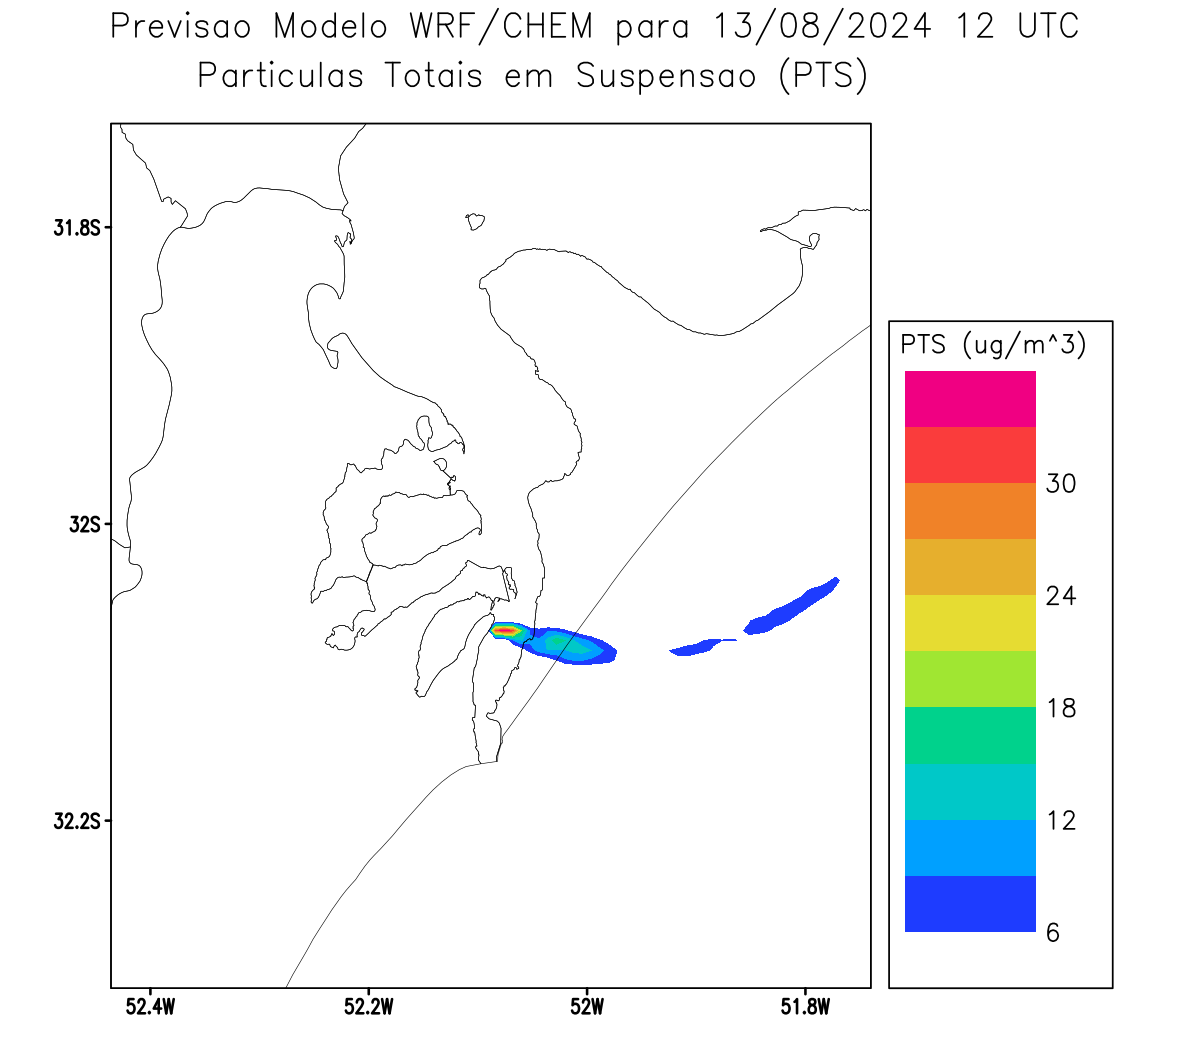 Previsao Modelo WRF/CHEM para 13/08/2024 12 UTC
Particulas Totais em Suspensao (PTS)
31.8S
32S
32.2S
52.4W
52.2W
52W
51.8W
PTS (ug/m^3)
30
24
18
12
6